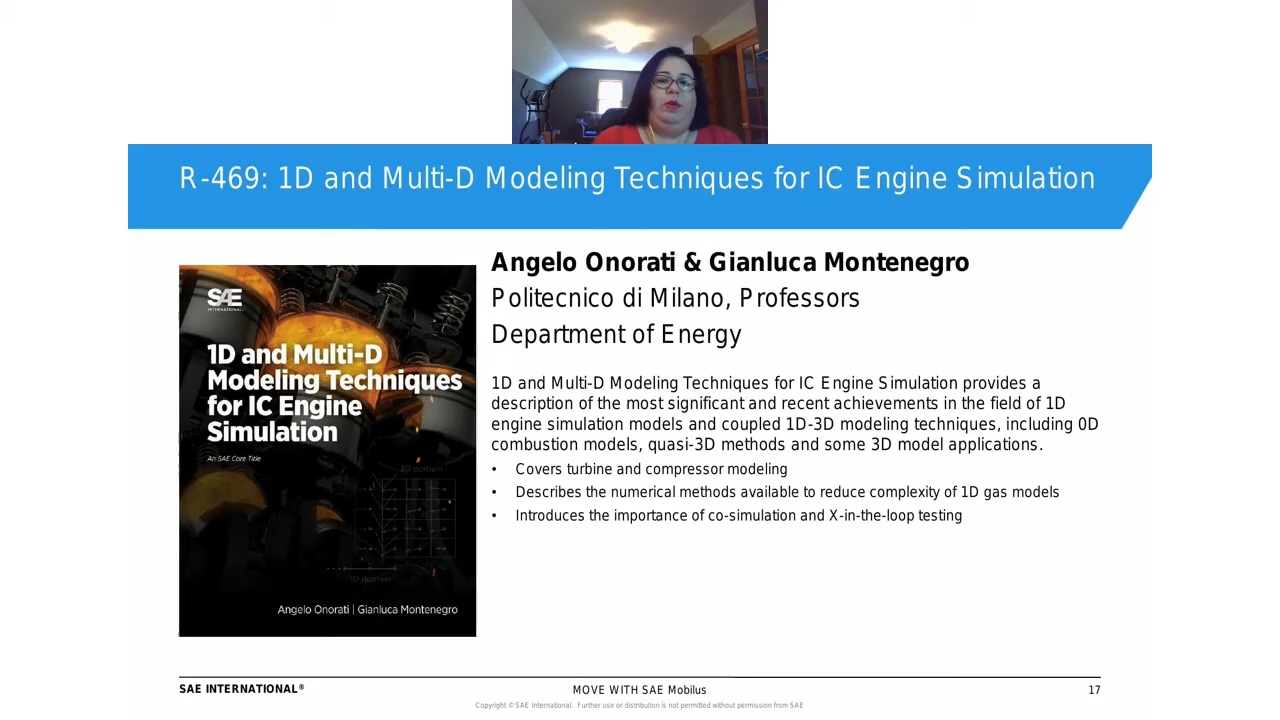 R-469: 1D and Multi-D Modeling Techniques for IC Engine Simulation
Angelo Onorati & Gianluca Montenegro
Politecnico di Milano, Professors
Department of Energy
1D and Multi-D Modeling Techniques for IC Engine Simulation provides a
description of the most significant and recent achievements in the field of 1D
engine simulation models and coupled 1D-3D modeling techniques, including 0D
combustion models, quasi-3D methods and some 3D model applications.
• Covers turbine and compressor modeling
• Describes the numerical methods available to reduce complexity of 1D gas models
• Introduces the importance of co-simulation and X-in-the-loop testing
SAE
INTERNATIONAL
1D and Multi-D
Modeling Techniques
for IC Engine
Simulation
An SAE Core Title
3D domain
1D domain
Angelo Onorati | Gianluca Montenegro
SAE INTERNATIONAL®
MOVE WITH SAE Mobilus
17
Copyright © SAE International. Further use or distribution is not permitted without permission from SAE